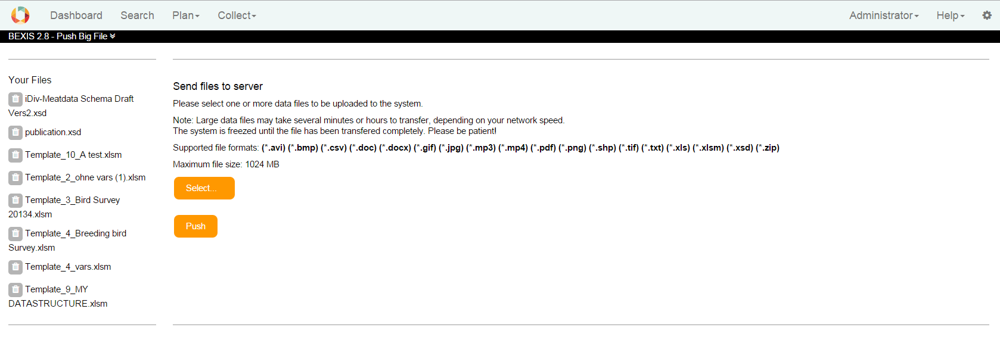 Dashboard Search Plan Collect Administrator Help
BEXIS 2.8 - Push Big File
Your Files
iDiv-Meatdata Schema Draft
Vers2.xsd
publication.xsd
Template_10_A test.xlsm
Template_2_ohne vars (1).xlsm
Template_3_Bird Survey
20134.xlsm
Template_4_Breeding bird
Survey.xlsm
Template_4_vars.xlsm
Template_9_MY
DATASTRUCTURE.xlsm
Send files to server
Please select one or more data files to be uploaded to the system.
Note: Large data files may take several minutes or hours to transfer, depending on your network speed.
The system is freezed until the file has been transfered completely. Please be patient!
Supported file formats: (*.avi) (*.bmp) (*.csv) (*.doc) (*.docx) (*.gif) (*.jpg) (*.mp3) (*.mp4) (*.pdf) (*.png) (*.shp) (*.tif) (*.txt) (*.xls) (*.xlsm) (*.xsd) (*.zip)
Maximum file size: 1024 MB
Select...
Push